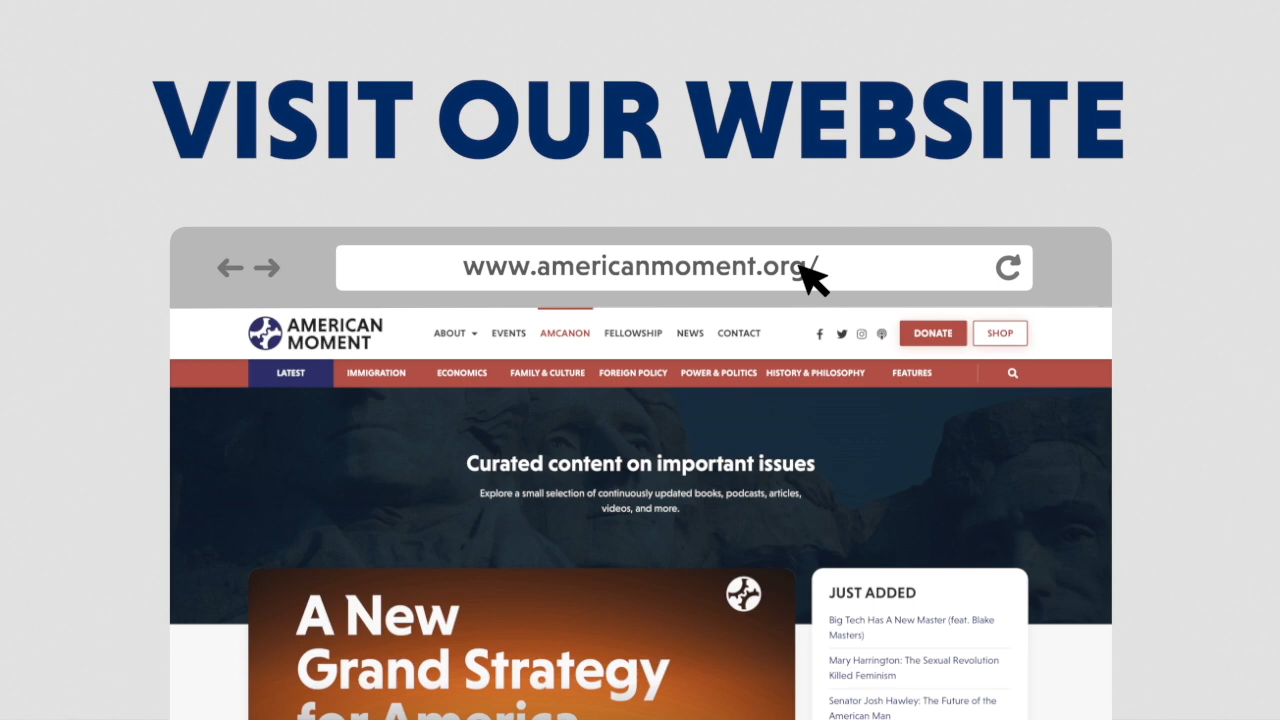 VISIT OUR WEBSITE
www.americanmoment.org/
AMERICAN
MOMENT
ABOUT EVENTS AMCANON FELLOWSHIP NEWS CONTACT DONATE SHOP
LATEST IMMIGRATION ECONOMICS FAMILY & CULTURE FOREIGN POLICY POWER & POLITICS HISTORY & PHILOSOPHY FEATURES
Curated content on important issues
Explore a small selection of continuously updated books, podcasts, articles,
videos, and more.
A New
Grand Strategy
for America
JUST ADDED
Big Tech Has A New Master (feat. Blake
Masters)
Mary Harrington: The Sexual Revolution
Killed Feminism
Senator Josh Hawley: The Future of the
American Man